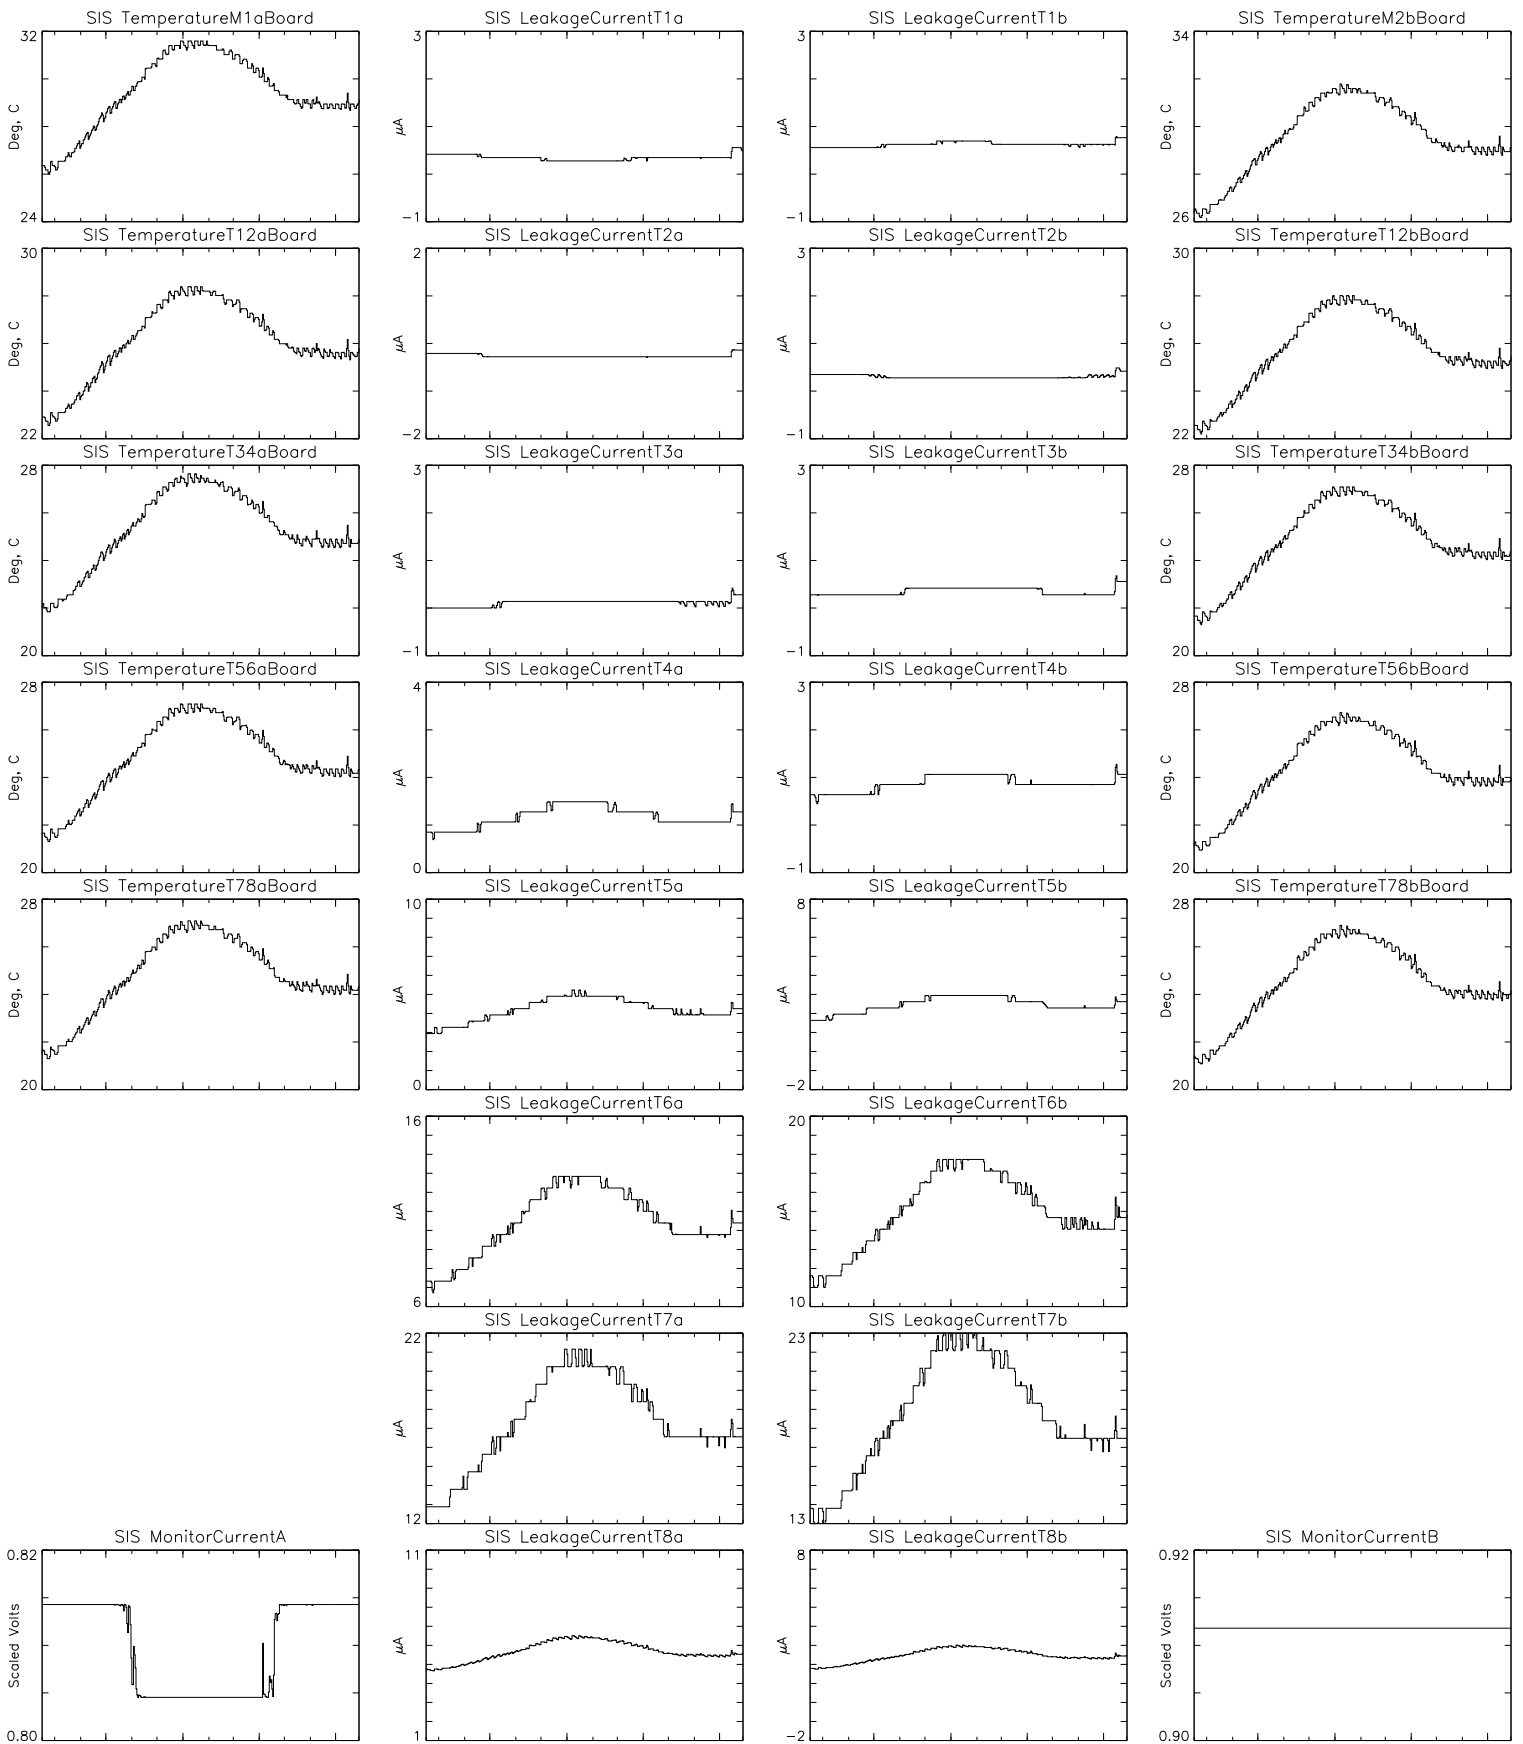 SIS TemperatureM1aBoard
SIS LeakageCurrentT1a
SIS LeakageCurrentT1b
SIS TemperatureM2bBoard
32
Deg, C
24
3
μA
−1
3
μA
−1
34
Deg, C
26
SIS TemperatureT12aBoard
SIS LeakageCurrentT2a
SIS LeakageCurrentT2b
SIS TemperatureT12bBoard
30
Deg, C
22
2
μA
−2
3
μA
−1
30
Deg, C
22
SIS TemperatureT34aBoard
SIS LeakageCurrentT3a
SIS LeakageCurrentT3b
SIS TemperatureT34bBoard
28
Deg, C
20
3
μA
−1
3
μA
−1
28
Deg, C
20
SIS TemperatureT56aBoard
SIS LeakageCurrentT4a
SIS LeakageCurrentT4b
SIS TemperatureT56bBoard
28
Deg, C
20
4
μA
0
3
μA
−1
28
Deg, C
20
SIS TemperatureT78aBoard
SIS LeakageCurrentT5a
SIS LeakageCurrentT5b
SIS TemperatureT78bBoard
28
Deg, C
20
10
μA
0
8
μA
−2
28
Deg, C
20
SIS LeakageCurrentT6a
SIS LeakageCurrentT6b
16
μA
6
20
μA
10
SIS LeakageCurrentT7a
SIS LeakageCurrentT7b
22
μA
12
23
μA
13
SIS MonitorCurrentA
SIS LeakageCurrentT8a
SIS LeakageCurrentT8b
SIS MonitorCurrentB
0.82
Scaled Volts
0.80
11
μA
1
8
μA
−2
0.92
Scaled Volts
0.90